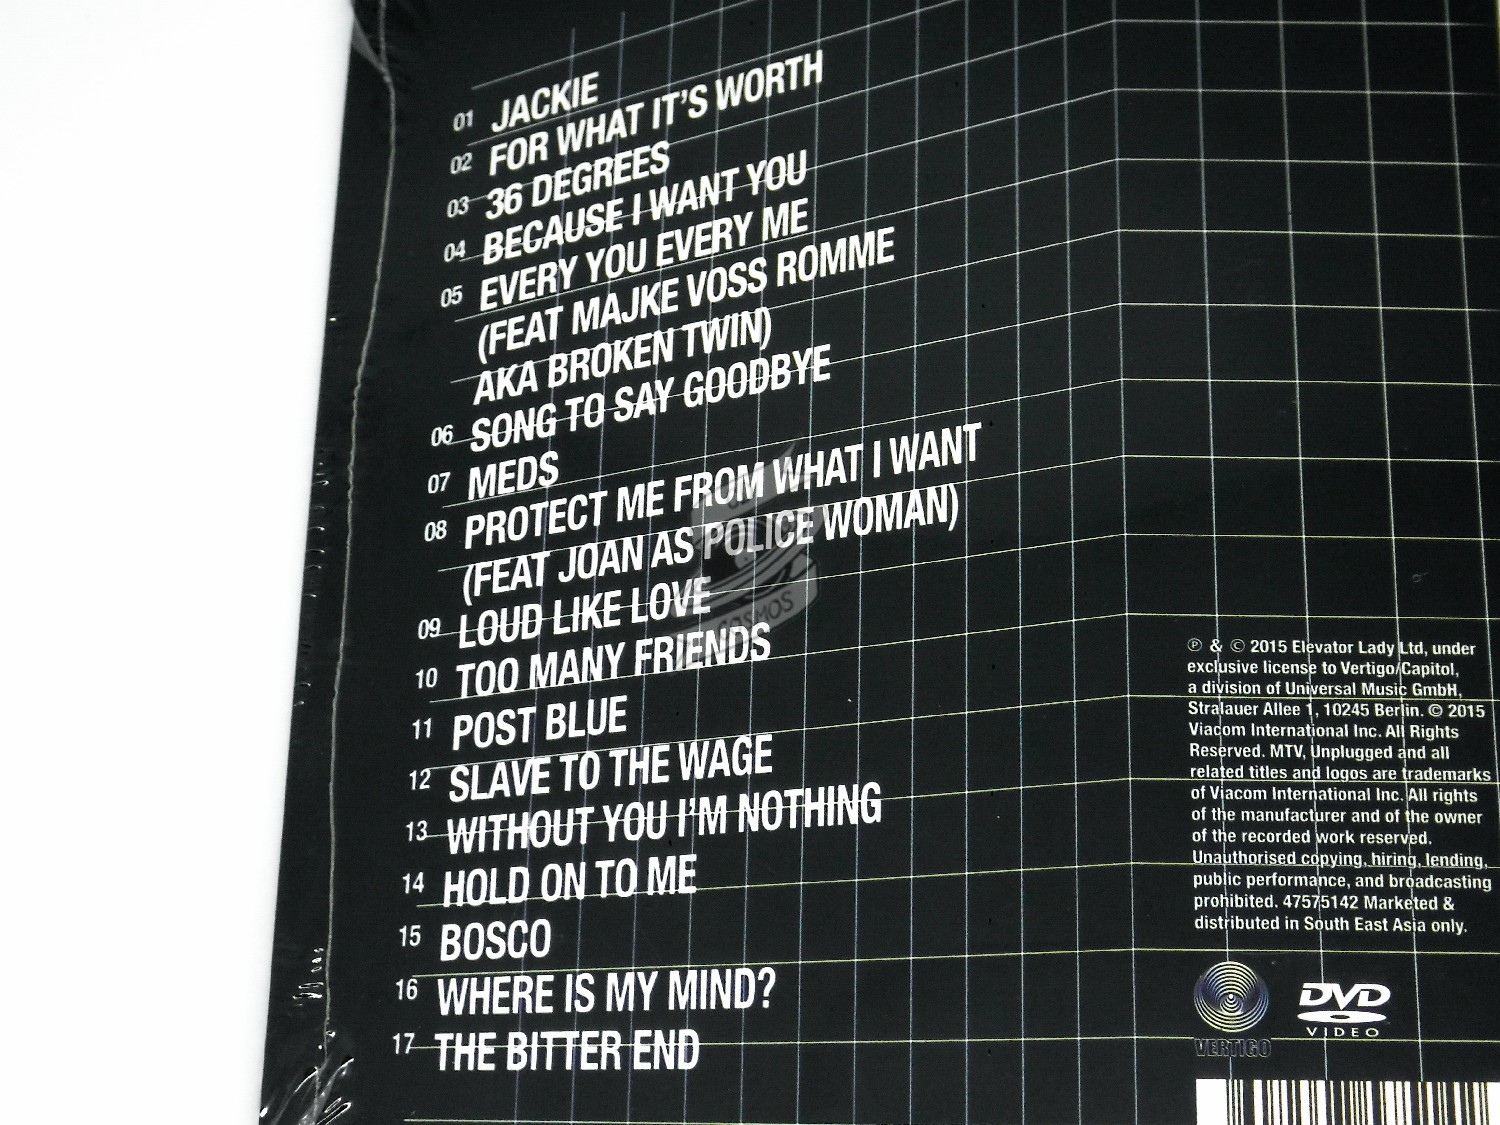 01 JACKIE
02 FOR WHAT IT'S WORTH
03 36 DEGREES
04 BECAUSE I WANT YOU
05 EVERY YOU EVERY ME
(FEAT MAJKE VOSS ROMME
AKA BROKEN TWIN)
06 SONG TO SAY GOODBYE
07 MEDS
08 PROTECT ME FROM WHAT I WANT
(FEAT JOAN AS POLICE WOMAN)
09 LOUD LIKE LOVE
10 TOO MANY FRIENDS
11 POST BLUE
12 SLAVE TO THE WAGE
13 WITHOUT YOU I'M NOTHING
14 HOLD ON TO ME
15 BOSCO
16 WHERE IS MY MIND?
17 THE BITTER END
COSMOS
℗ & © 2015 Elevator Lady Ltd, under
exclusive license to Vertigo/Capitol,
a division of Universal Music GmbH,
Stralauer Allee 1, 10245 Berlin. © 2015
Viacom International Inc. All Rights
Reserved. MTV, Unplugged and all
related titles and logos are trademarks
of Viacom International Inc. All rights
of the manufacturer and of the owner
of the recorded work reserved.
Unauthorised copying, hiring, lending,
public performance, and broadcasting
prohibited. 47575142 Marketed &
distributed in South East Asia only.
VERTIGO
DVD
VIDEO